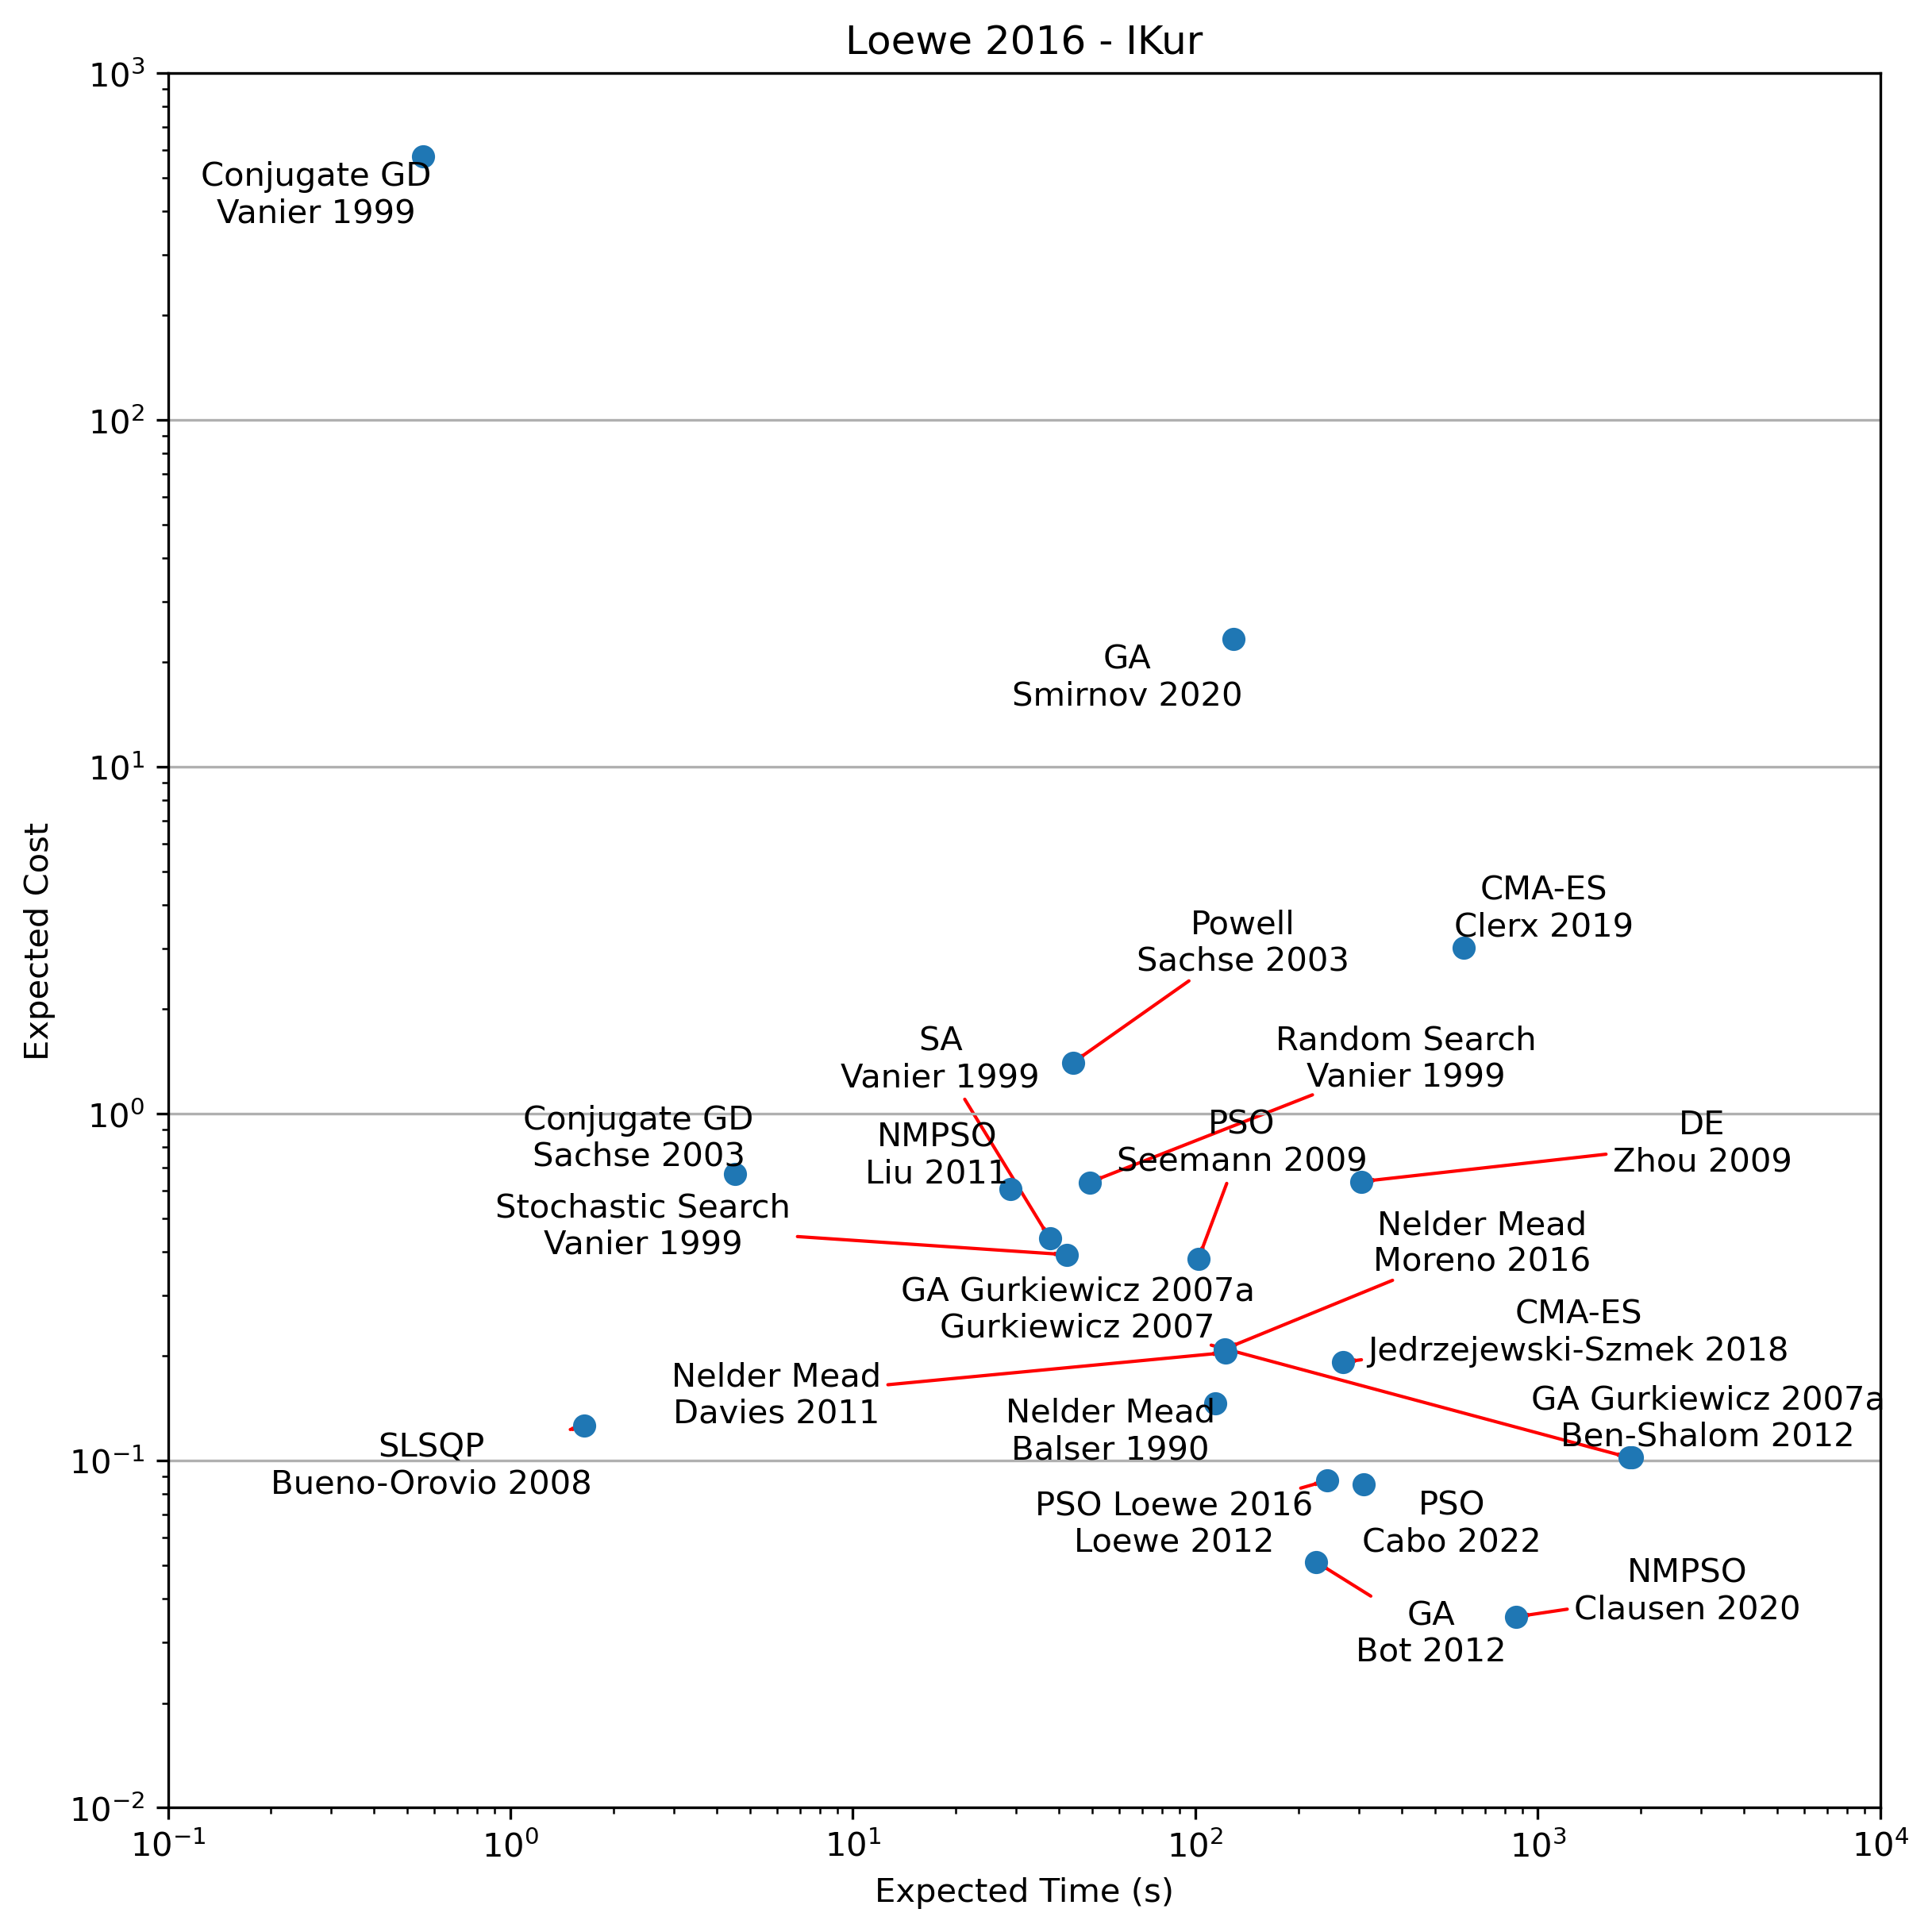 Loewe 2016 - IKur
10³
10²
10¹
10⁰
10⁻¹
10⁻²
Expected Cost
Conjugate GD
Vanier 1999
GA
Smirnov 2020
CMA-ES
Clerx 2019
Powell
Sachse 2003
SA
Vanier 1999
Random Search
Vanier 1999
Conjugate GD
Sachse 2003
NMPSO
Liu 2011
PSO
Seemann 2009
DE
Zhou 2009
Stochastic Search
Vanier 1999
Nelder Mead
Moreno 2016
GA Gurkiewicz 2007a
Gurkiewicz 2007
CMA-ES
Jedrzejewski-Szmek 2018
Nelder Mead
Davies 2011
Nelder Mead
Balser 1990
GA Gurkiewicz 2007a
Ben-Shalom 2012
SLSQP
Bueno-Orovio 2008
PSO Loewe 2016
Loewe 2012
PSO
Cabo 2022
GA
Bot 2012
NMPSO
Clausen 2020
10⁻¹
10⁰
10¹
10²
10³
10⁴
Expected Time (s)